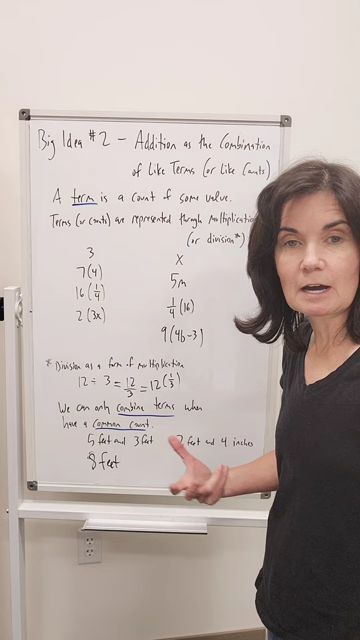 Big Idea #2 - Addition as the Combination
of Like Terms (or Like Counts)
A term is a count of some value.
Terms (or counts) are represented through multiplication
(or division*)
3
7(4)
16(1/4)
2(3x)
x
5m
1/4(16)
9(4b-3)
* Division as a form of multiplication
12 ÷ 3 = 12/3 = 12(1/3)
We can only combine terms when
have a common count.
5 feet and 3 feet
feet and 4 inches
8 feet